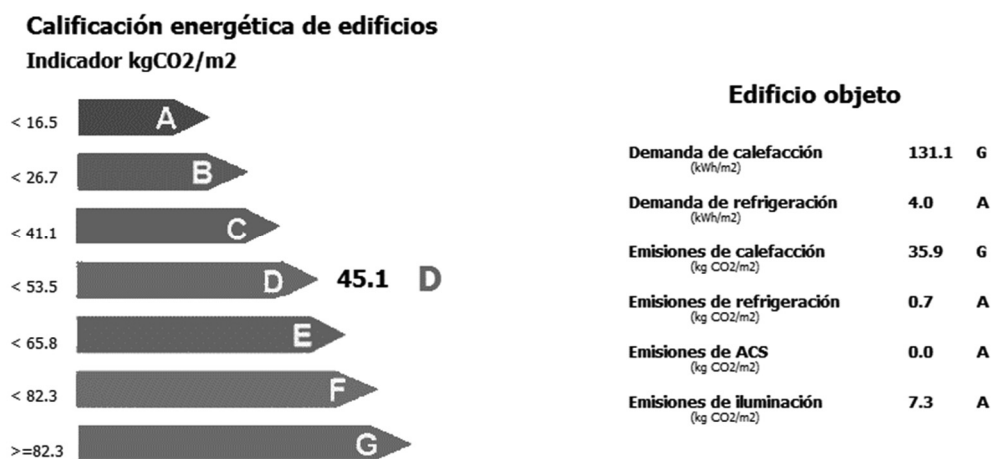 Calificación energética de edificios
Indicador kgCO2/m2
< 16.5 A
< 26.7 B
< 41.1 C
< 53.5 D 45.1 D
< 65.8 E
< 82.3 F
>=82.3 G
Edificio objeto
Demanda de calefacción 131.1 G
(kWh/m2)
Demanda de refrigeración 4.0 A
(kWh/m2)
Emisiones de calefacción 35.9 G
(kg CO2/m2)
Emisiones de refrigeración 0.7 A
(kg CO2/m2)
Emisiones de ACS 0.0 A
(kg CO2/m2)
Emisiones de iluminación 7.3 A
(kg CO2/m2)